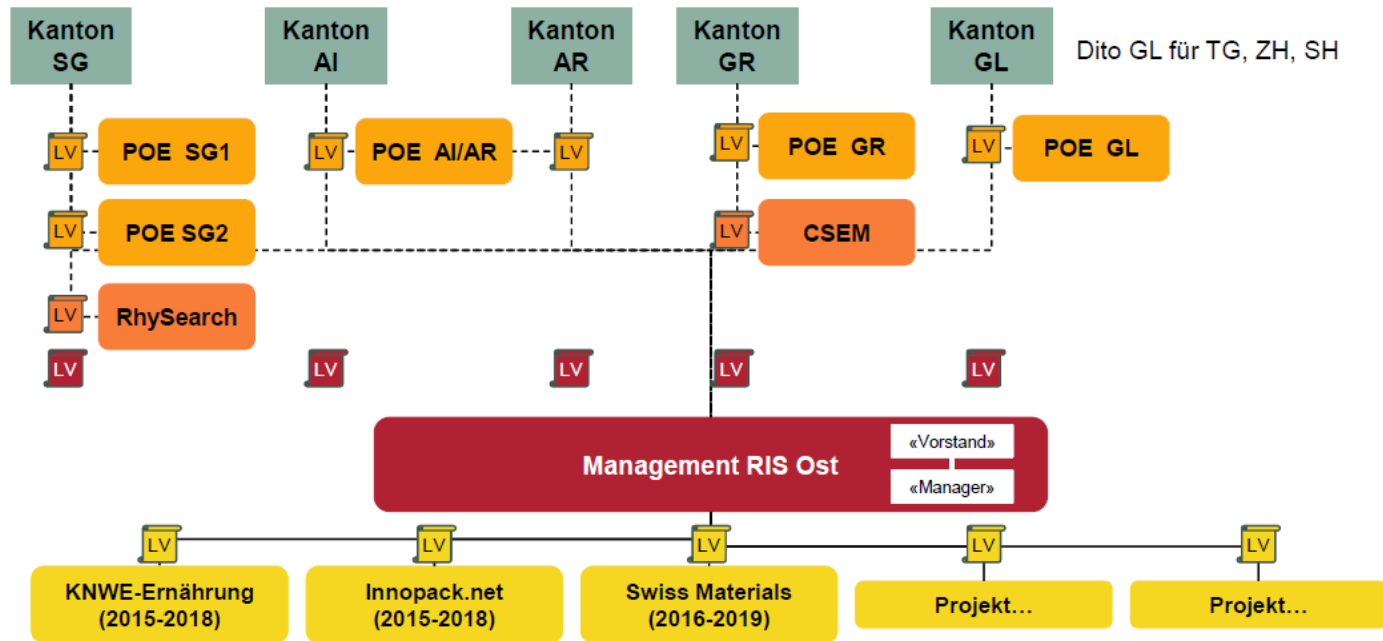 Kanton
SG
Kanton
AI
Kanton
AR
Kanton
GR
Kanton
GL
Dito GL für TG, ZH, SH
LV
POE SG1
LV
POE AI/AR
LV
LV
POE GR
LV
POE GL
LV
POE SG2
LV
CSEM
LV
RhySearch
LV
LV
LV
LV
LV
Management RIS Ost
«Vorstand»
«Manager»
LV
LV
LV
LV
LV
KNWE-Ernährung
(2015-2018)
Innopack.net
(2015-2018)
Swiss Materials
(2016-2019)
Projekt…
Projekt…